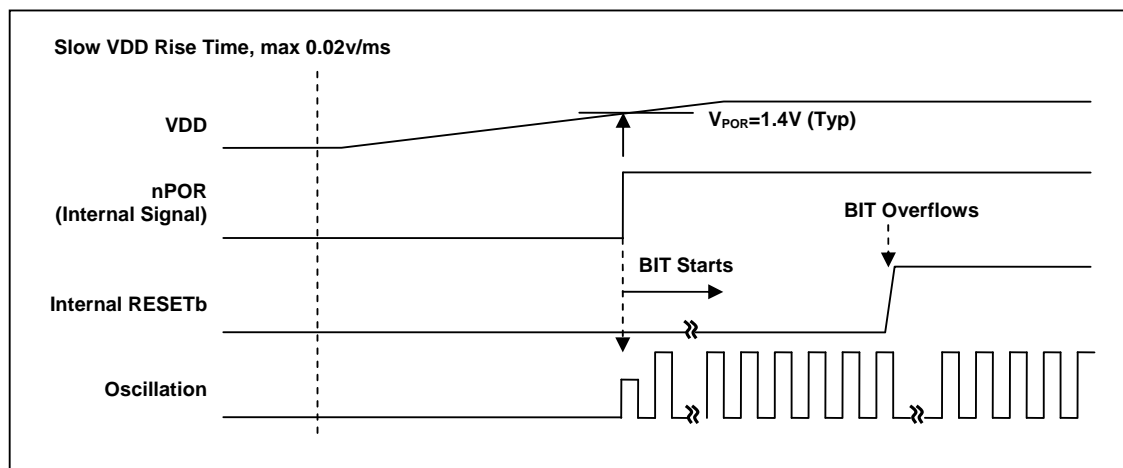 Slow VDD Rise Time, max 0.02v/ms
VDD
VPOR=1.4V (Typ)
nPOR
(Internal Signal)
BIT Overflows
BIT Starts
Internal RESETb
Oscillation